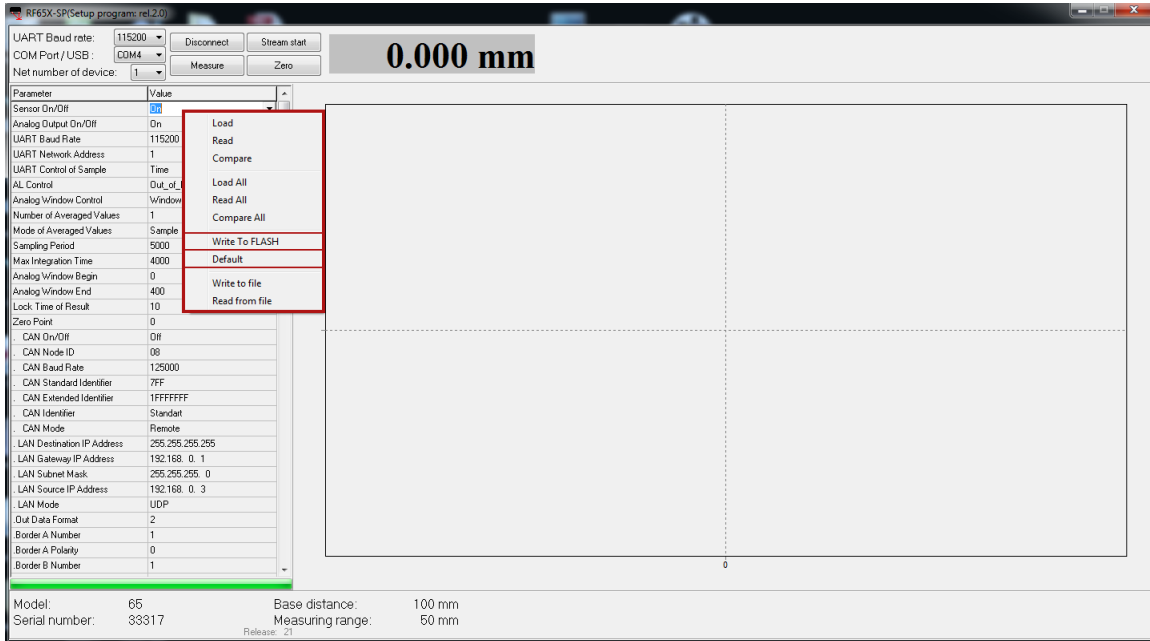 RF65X-SP(Setup program: rel.2.0)
UART Baud rate: 115200 Disconnect Stream start
COM Port / USB : COM4
Net number of device: 1 Measure Zero
0.000 mm
Parameter Value
Sensor On/Off On
Analog Output On/Off On
UART Baud Rate 115200
UART Network Address 1
UART Control of Sample Time
AL Control Out_of_
Analog Window Control Window
Number of Averaged Values 1
Mode of Averaged Values Sample
Sampling Period 5000
Max Integration Time 4000
Analog Window Begin 0
Analog Window End 400
Lock Time of Result 10
Zero Point 0
. CAN On/Off Off
. CAN Node ID 08
. CAN Baud Rate 125000
. CAN Standard Identifier 7FF
. CAN Extended Identifier 1FFFFFFF
. CAN Identifier Standart
. CAN Mode Remote
. LAN Destination IP Address 255.255.255.255
. LAN Gateway IP Address 192.168. 0. 1
. LAN Subnet Mask 255.255.255. 0
. LAN Source IP Address 192.168. 0. 3
. LAN Mode UDP
.Out Data Format 2
.Border A Number 1
.Border A Polarity 0
.Border B Number 1
Load
Read
Compare
Load All
Read All
Compare All
Write To FLASH
Default
Write to file
Read from file
0
Model: 65 Base distance: 100 mm
Serial number: 33317 Measuring range: 50 mm
Release: 21